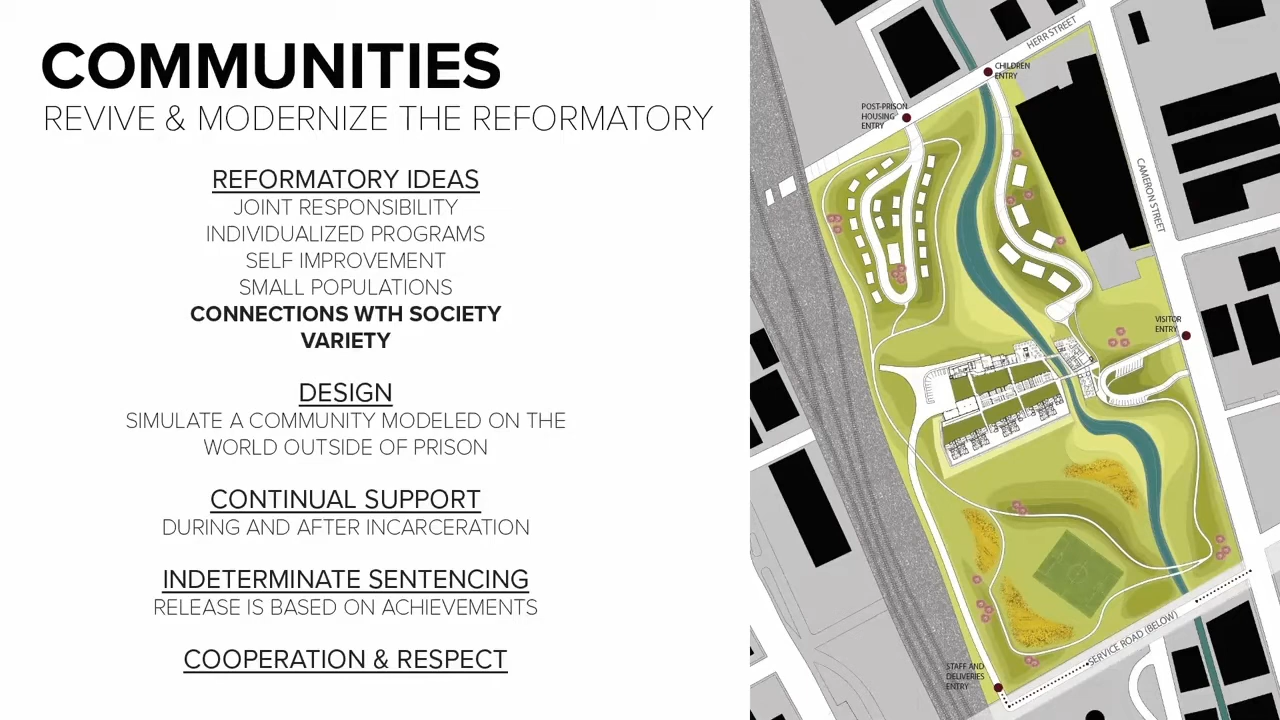 COMMUNITIES
REVIVE & MODERNIZE THE REFORMATORY
REFORMATORY IDEAS
JOINT RESPONSIBILITY
INDIVIDUALIZED PROGRAMS
SELF IMPROVEMENT
SMALL POPULATIONS
CONNECTIONS WTH SOCIETY
VARIETY
DESIGN
SIMULATE A COMMUNITY MODELED ON THE
WORLD OUTSIDE OF PRISON
CONTINUAL SUPPORT
DURING AND AFTER INCARCERATION
INDETERMINATE SENTENCING
RELEASE IS BASED ON ACHIEVEMENTS
COOPERATION & RESPECT
HERR STREET
CHILDREN
ENTRY
POST-PRISON
HOUSING
ENTRY
CAMERON STREET
VISITOR
ENTRY
SERVICE ROAD (BELOW)
STAFF AND
DELIVERIES
ENTRY